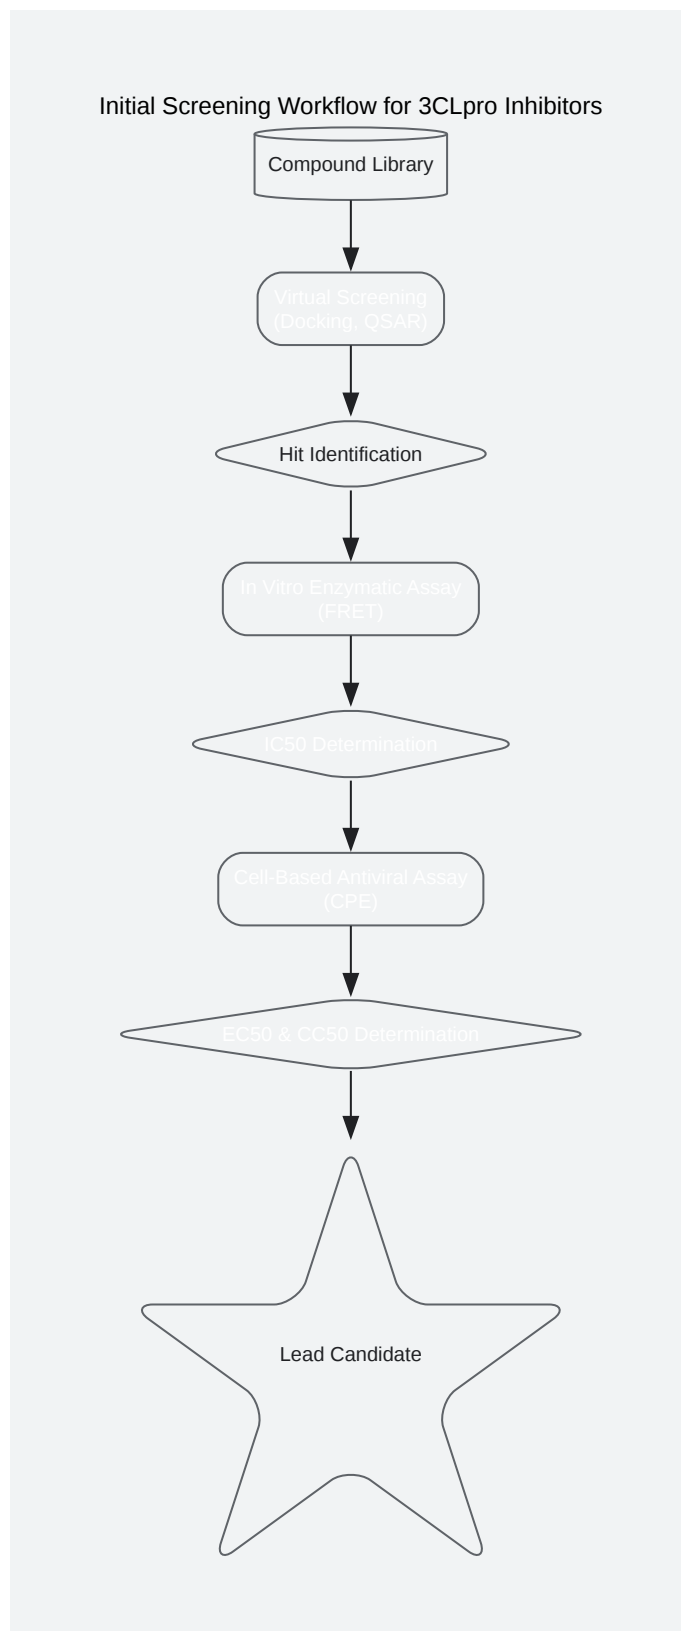 Initial Screening Workflow for 3CLpro Inhibitors
Compound Library
Virtual Screening
(Docking, QSAR)
Hit Identification
In Vitro Enzymatic Assay
(FRET)
IC50 Determination
Cell-Based Antiviral Assay
(CPE)
EC50 & CC50 Determination
Lead Candidate